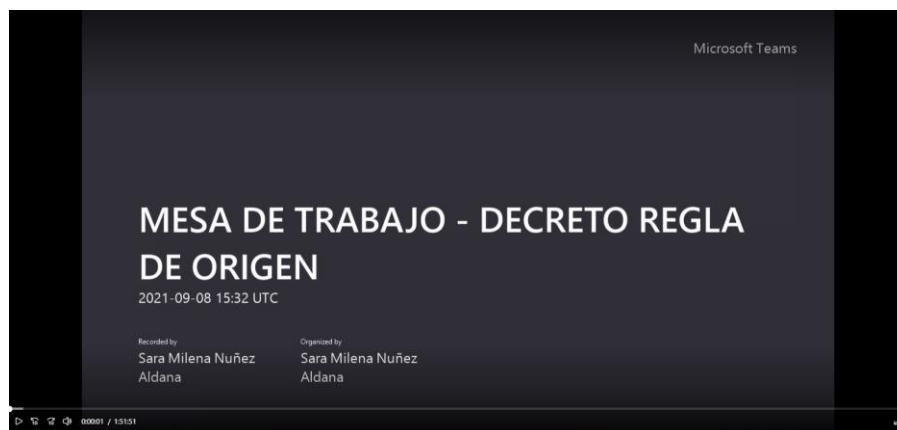 Microsoft Teams
MESA DE TRABAJO - DECRETO REGLA
DE ORIGEN
2021-09-08 15:32 UTC
Recorded by Organized by
Sara Milena Nuñez Sara Milena Nuñez
Aldana Aldana
0:00:01 / 1:51:51